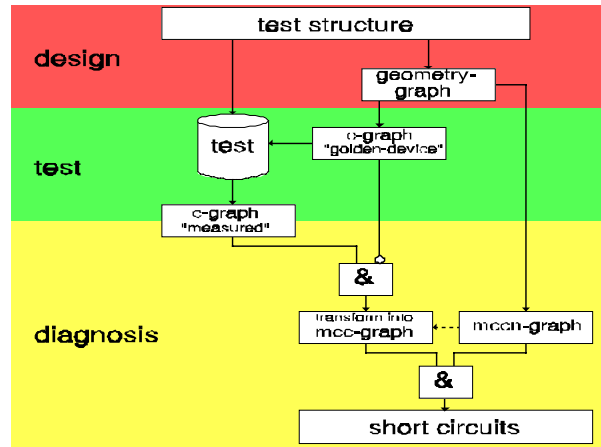 test structure
design
geometry-
graph
test
c-graph
"golden-device"
test
c-graph
"measured"
&
transform into
mcc-graph
mccn-graph
diagnosis
&
short circuits